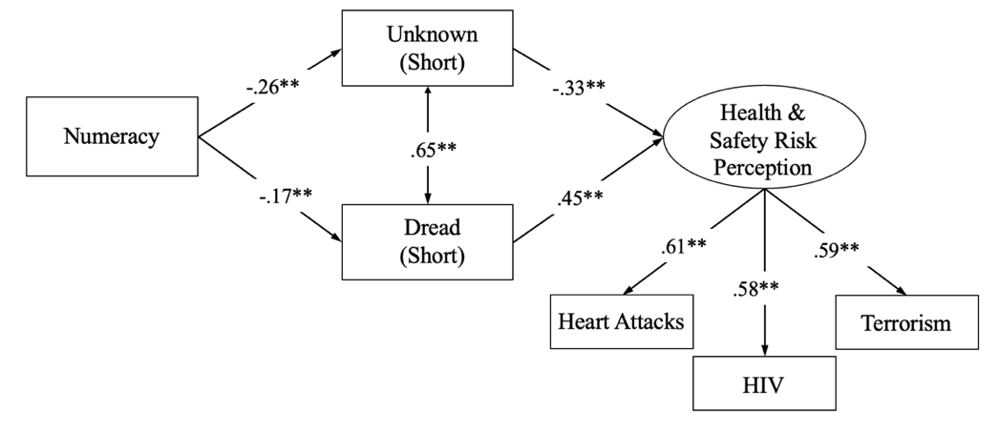 Unknown
(Short)
-.26**
-.33**
Numeracy
Health &
Safety Risk
Perception
.65**
-.17**
.45**
Dread
(Short)
.61**
.59**
.58**
Heart Attacks
Terrorism
HIV